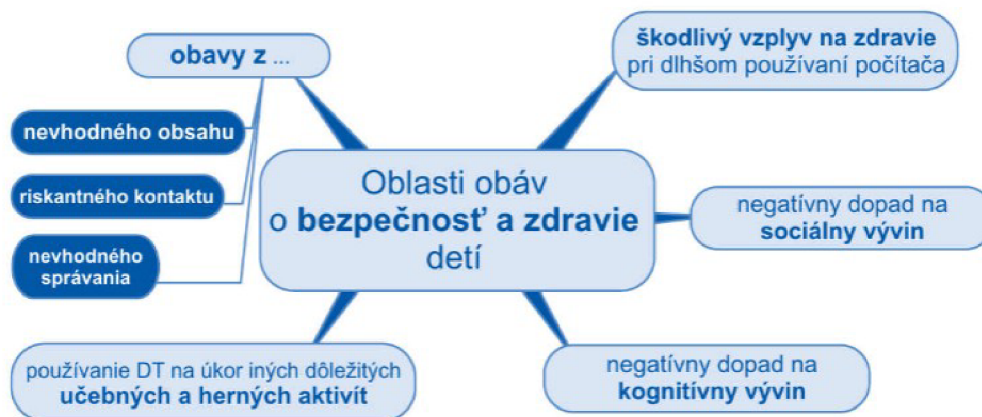 obavy z ...
nevhodného obsahu
riskantného kontaktu
nevhodného
správania
škodlivý vzplyv na zdravie
pri dlhšom používaní počítača
Oblasti obáv
o bezpečnosť a zdravie
detí
negatívny dopad na
sociálny vývin
používanie DT na úkor iných dôležitých
učebných a herných aktivít
negatívny dopad na
kognitívny vývin